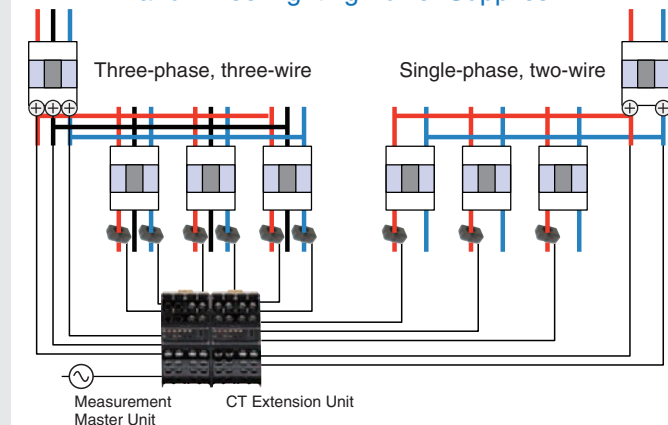 Three-phase, three-wire
Single-phase, two-wire
Measurement
Master Unit
CT Extension Unit